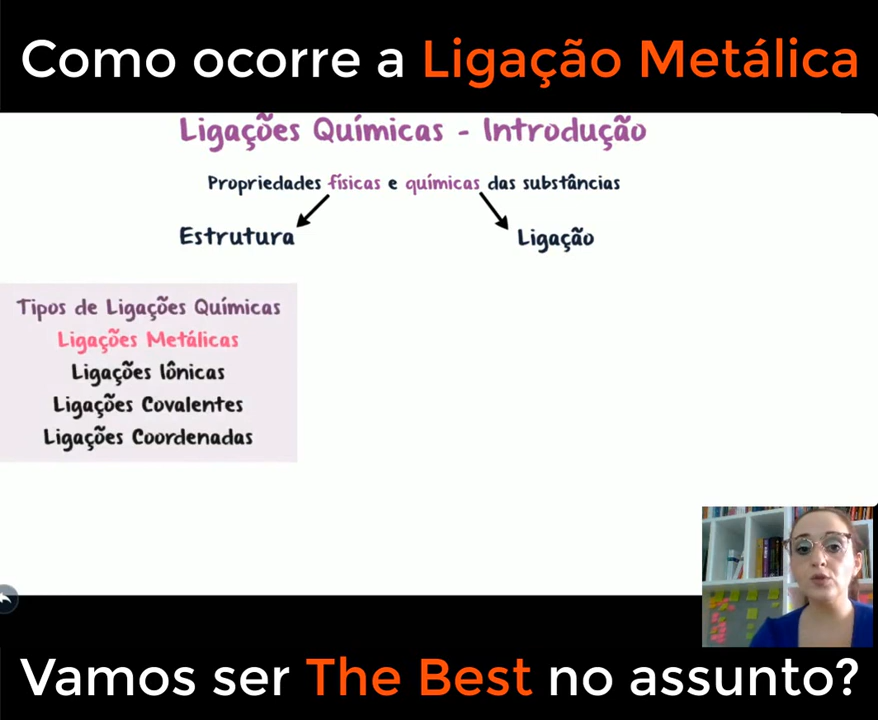 Como ocorre a Ligação Metálica
Ligações Químicas - Introdução
Propriedades físicas e químicas das substâncias
Estrutura
Ligação
Tipos de Ligações Químicas
Ligações Metálicas
Ligações Iônicas
Ligações Covalentes
Ligações Coordenadas
Vamos ser The Best no assunto?